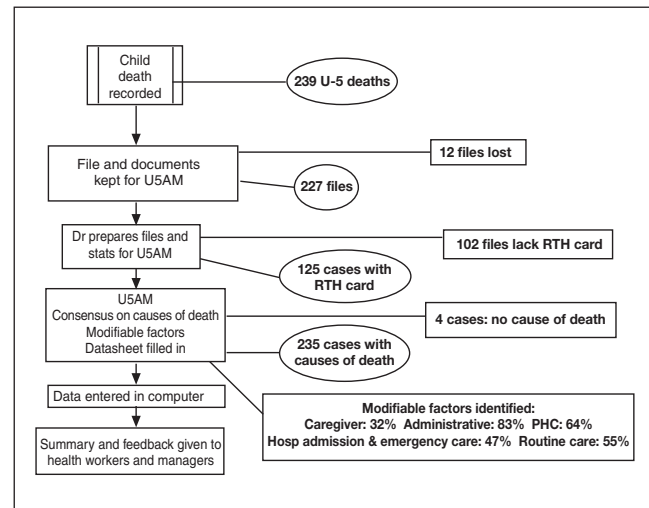 Child
death
recorded
239 U-5 deaths
File and documents
kept for U5AM
12 files lost
227 files
Dr prepares files and
stats for U5AM
102 files lack RTH card
125 cases with
RTH card
U5AM
Consensus on causes of death
Modifiable factors
Datasheet filled in
4 cases: no cause of death
235 cases with
causes of death
Data entered in computer
Modifiable factors identified:
Caregiver: 32% Administrative: 83% PHC: 64%
Hosp admission & emergency care: 47% Routine care: 55%
Summary and feedback given to
health workers and managers